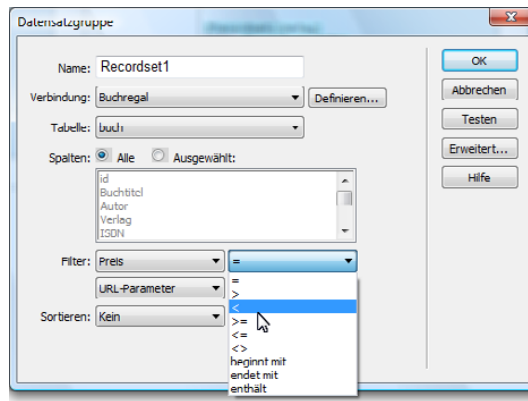 Datensatzgruppe
Name: Recordset1
OK
Verbindung: Buchregal
Definieren...
Abbrechen
Tabelle: buch
Testen
Spalten: Alle Ausgewählt:
Erweitert...
id
Hilfe
Buchtitel
Autor
Verlag
ISBN
Filter: Preis =
URL-Parameter
=
>
<
Sortieren: Kein
>=
<=
<>
beginnt mit
endet mit
enthält